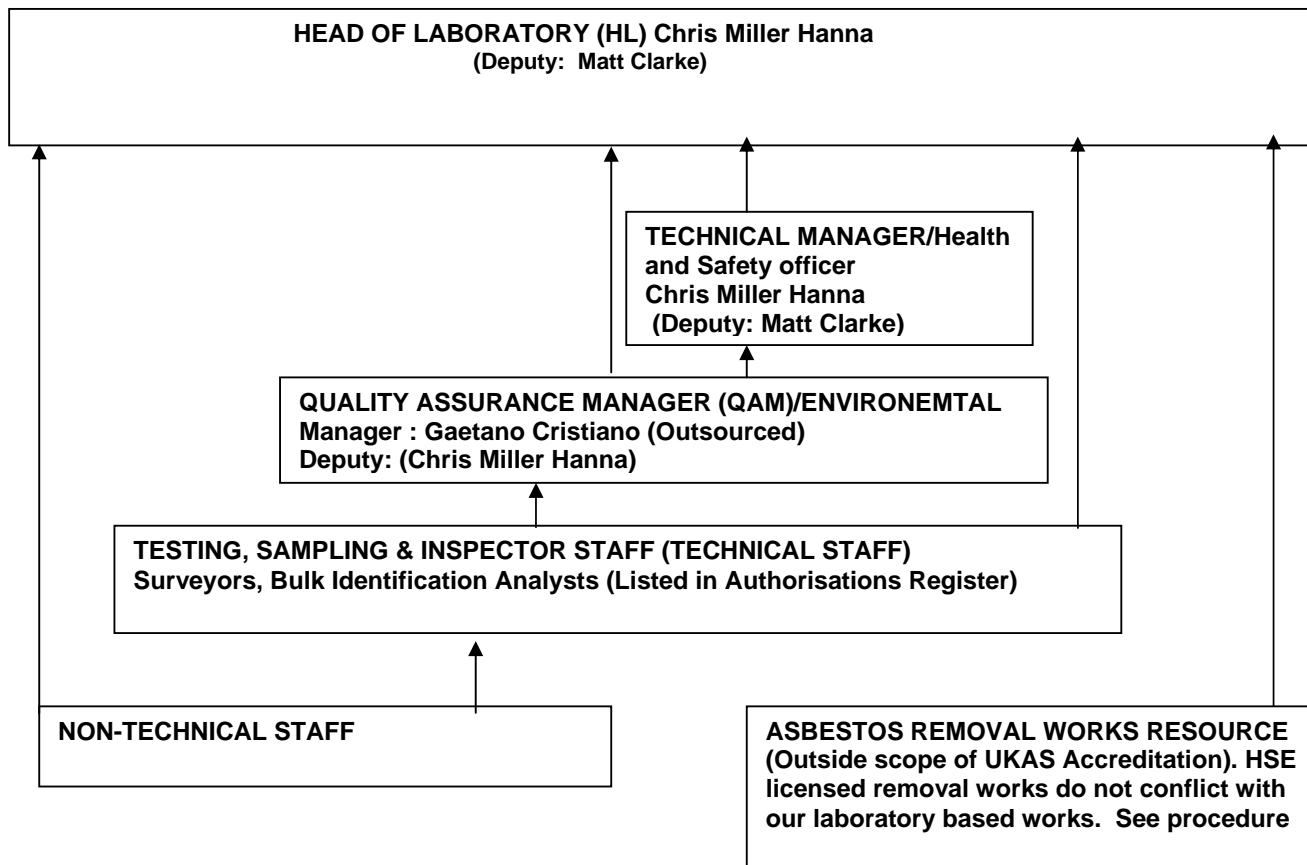 HEAD OF LABORATORY (HL) Chris Miller Hanna
(Deputy:  Matt Clarke)
TECHNICAL MANAGER/Health
and Safety officer
Chris Miller Hanna
(Deputy: Matt Clarke)
QUALITY ASSURANCE MANAGER (QAM)/ENVIRONEMTAL
Manager : Gaetano Cristiano (Outsourced)
Deputy: (Chris Miller Hanna)
TESTING, SAMPLING & INSPECTOR STAFF (TECHNICAL STAFF)
Surveyors, Bulk Identification Analysts (Listed in Authorisations Register)
NON-TECHNICAL STAFF
ASBESTOS REMOVAL WORKS RESOURCE
(Outside scope of UKAS Accreditation). HSE
licensed removal works do not conflict with
our laboratory based works.  See procedure